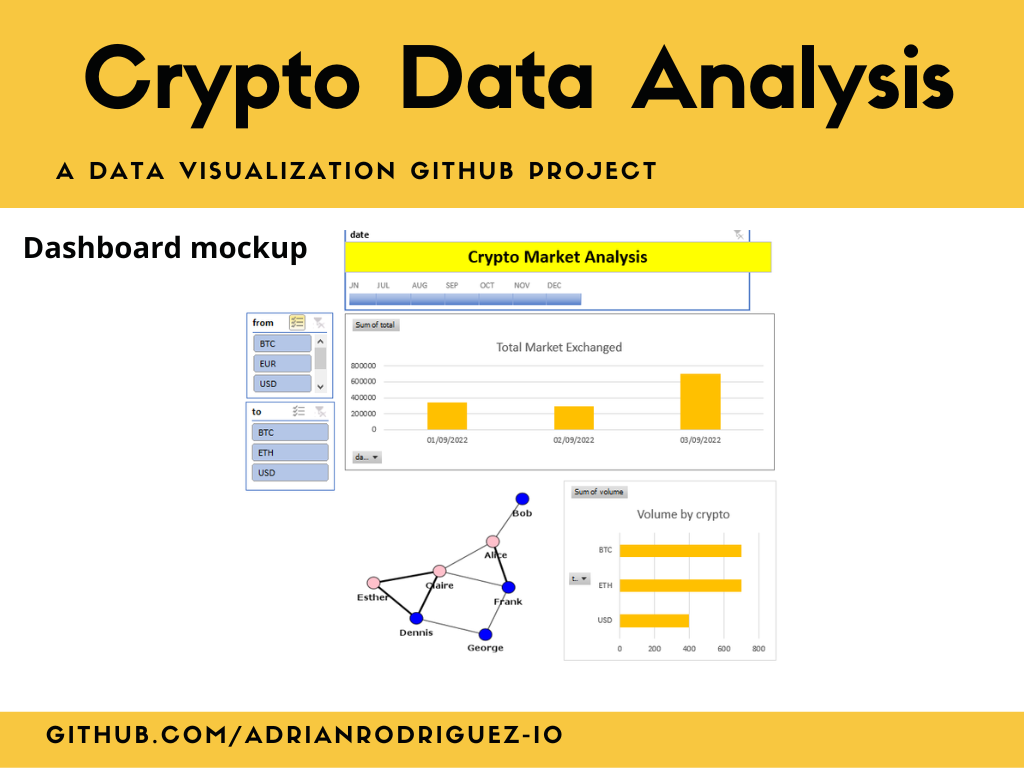 Crypto Data Analysis
A DATA VISUALIZATION GITHUB PROJECT
Dashboard mockup
date
Crypto Market Analysis
JN JUL AUG SEP OCT NOV DEC
from
BTC
EUR
USD
to
BTC
ETH
USD
Sum of total
Total Market Exchanged
800000
600000
400000
200000
0
01/09/2022 02/09/2022 03/09/2022
da...
Bob
Alice
Claire
Esther
Frank
Dennis
George
Sum of volume
Volume by crypto
BTC
t..
ETH
USD
0 200 400 600 800
GITHUB.COM/ADRIANRODRIGUEZ-IO